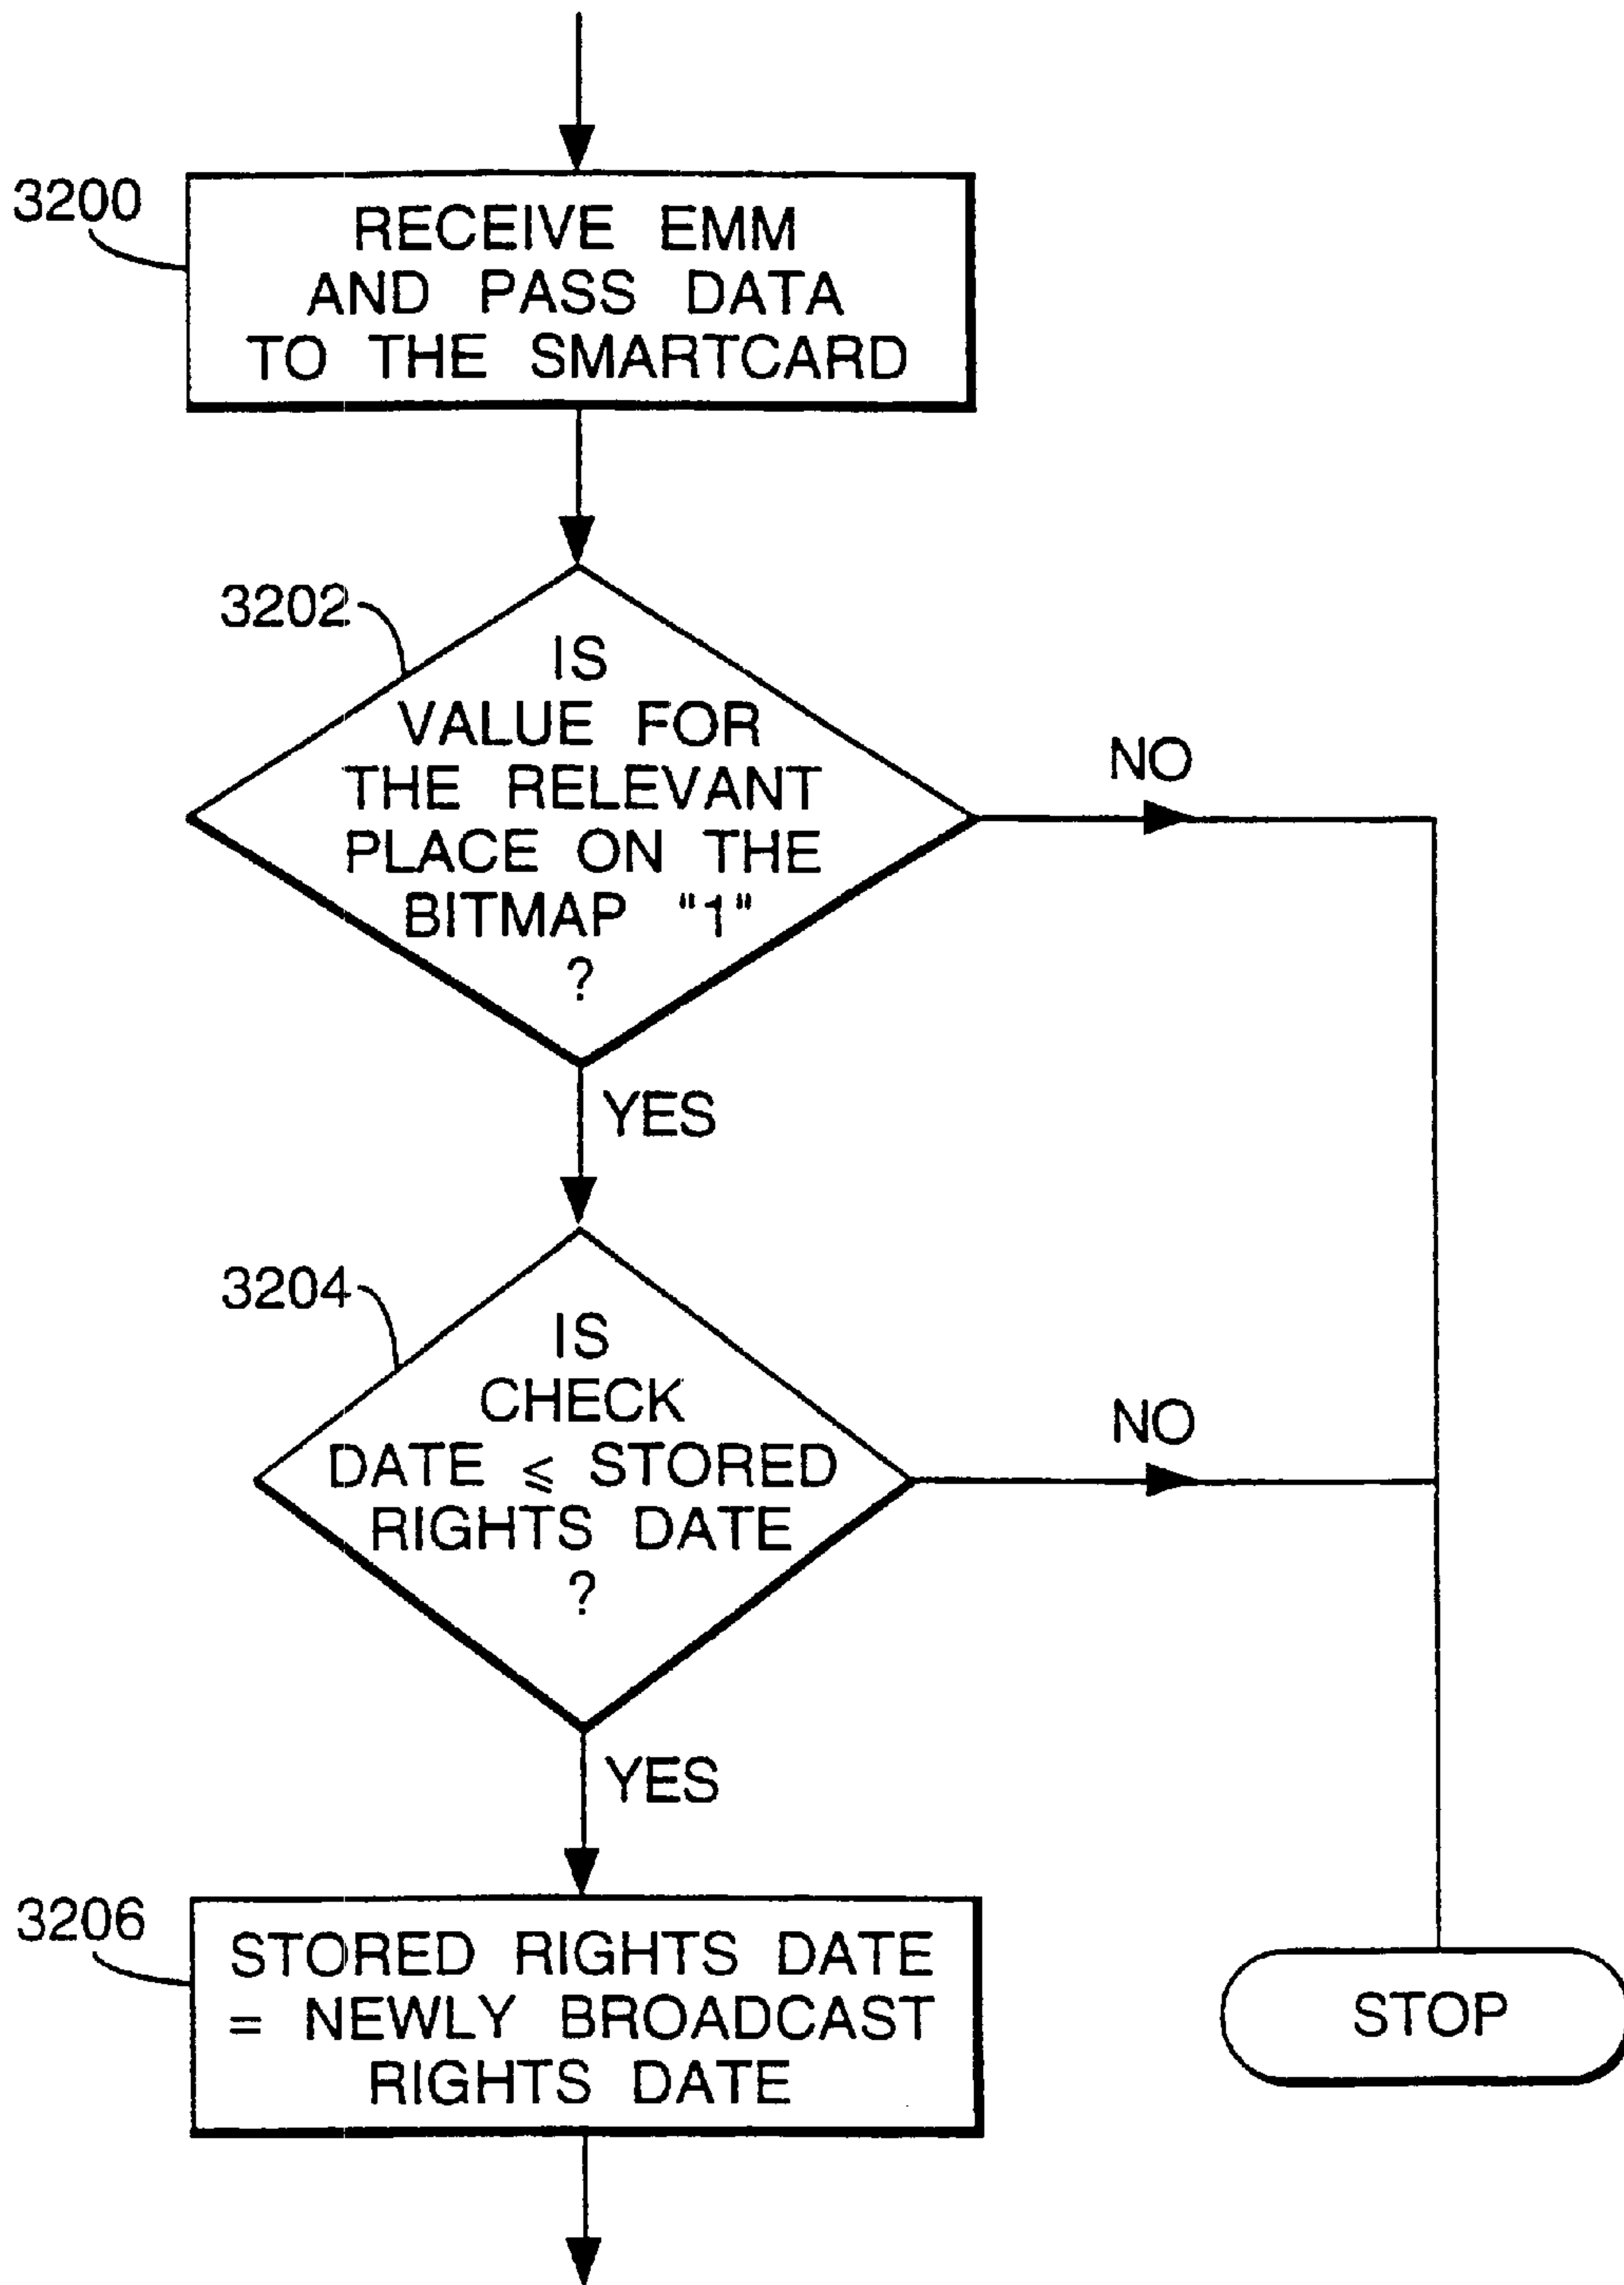 3200
RECEIVE EMM
AND PASS DATA
TO THE SMARTCARD
3202
IS
VALUE FOR
THE RELEVANT
PLACE ON THE
BITMAP "1"
?
NO
YES
3204
IS
CHECK
DATE ⩽ STORED
RIGHTS DATE
?
NO
YES
3206
STORED RIGHTS DATE
= NEWLY BROADCAST
RIGHTS DATE
STOP